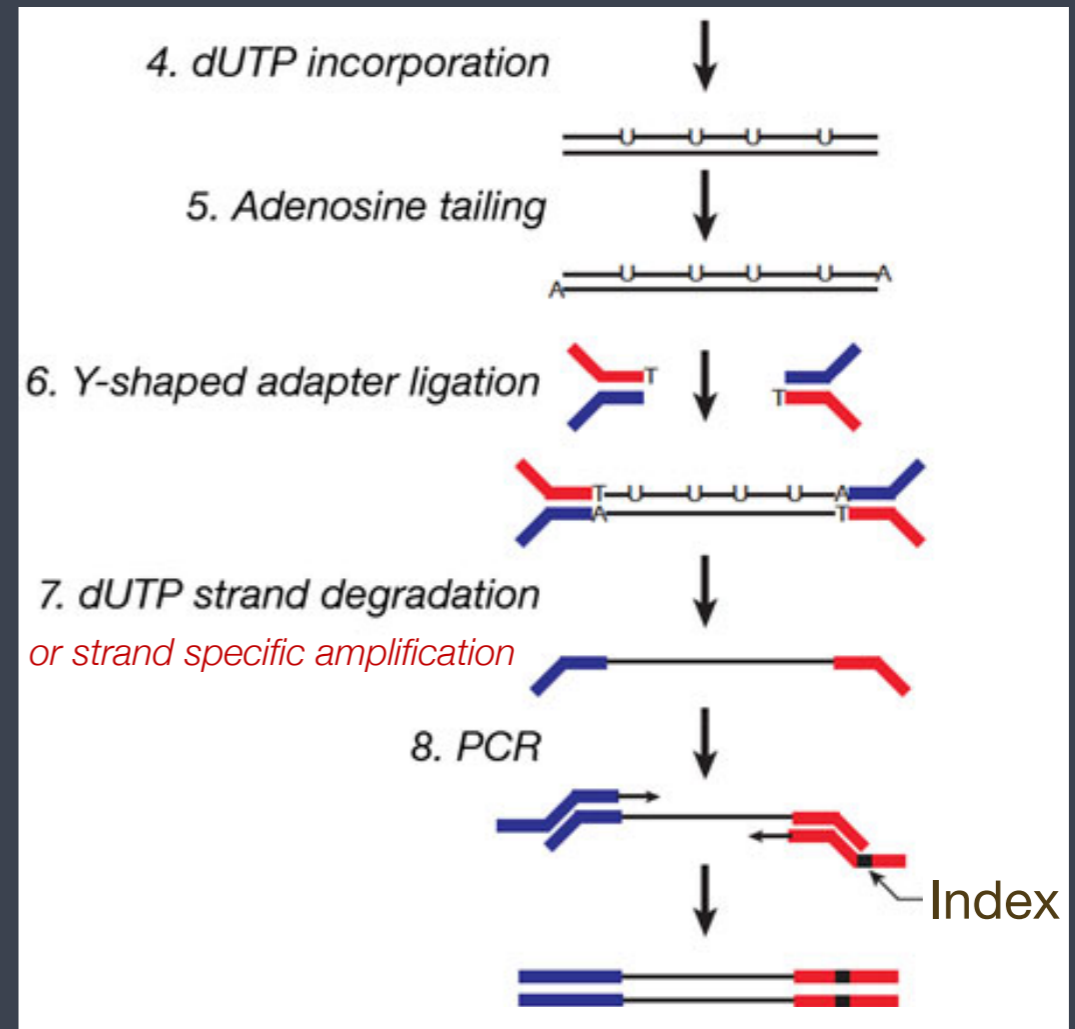 4. dUTP incorporation
U U U U
5. Adenosine tailing
U U U U A
A
6. Y-shaped adapter ligation
T
T
T U U U U A
A T
7. dUTP strand degradation
or strand specific amplification
8. PCR
Index